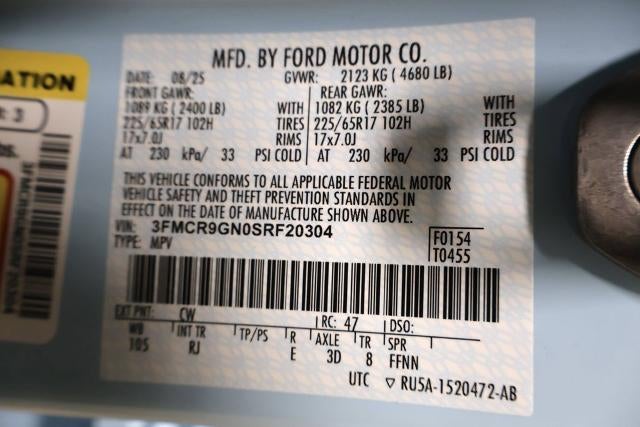 MFD. BY FORD MOTOR CO.
DATE: 08/25 GVWR: 2123 KG ( 4680 LB)
FRONT GAWR: REAR GAWR:
1089 KG ( 2400 LB) WITH 1082 KG ( 2385 LB) WITH
225/65R17 102H TIRES 225/65R17 102H TIRES
17x7.0J RIMS 17x7.0J RIMS
AT 230 kPa/ 33 PSI COLD AT 230 kPa/ 33 PSI COLD
THIS VEHICLE CONFORMS TO ALL APPLICABLE FEDERAL MOTOR
VEHICLE SAFETY AND THEFT PREVENTION STANDARDS IN
EFFECT ON THE DATE OF MANUFACTURE SHOWN ABOVE.
VIN: 3FMCR9GN0SRF20304
TYPE: MPV
F0154
T0455
EXT PNT: CW RC: 47 DSO:
WB INT TR TP/PS R AXLE TR SPR
105 RJ E 3D 8 FFNN
UTC ▽ RU5A-1520472-AB
ATION
: 3
bs.
3FMCR9GN0SRF20304